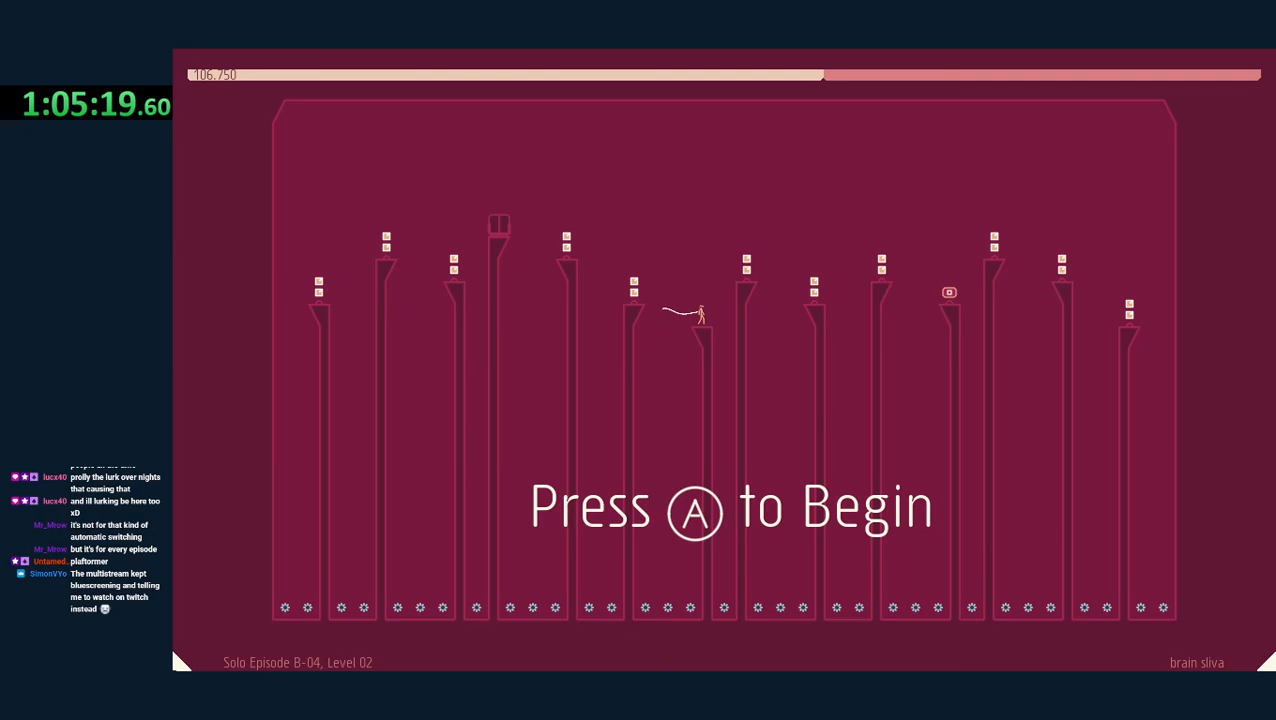 106.750
1:05:19.60
lucx40 prolly the lurk over nights
that causing that
lucx40 and ill lurking be here too
xD
Mr_Mrow it's not for that kind of
automatic switching
Mr_Mrow but it's for every episode
Untamed.. plaftormer
SimonVYo The multistream kept
bluescreening and telling
me to watch on twitch
instead
Press A to Begin
Solo Episode B-04, Level 02
brain sliva